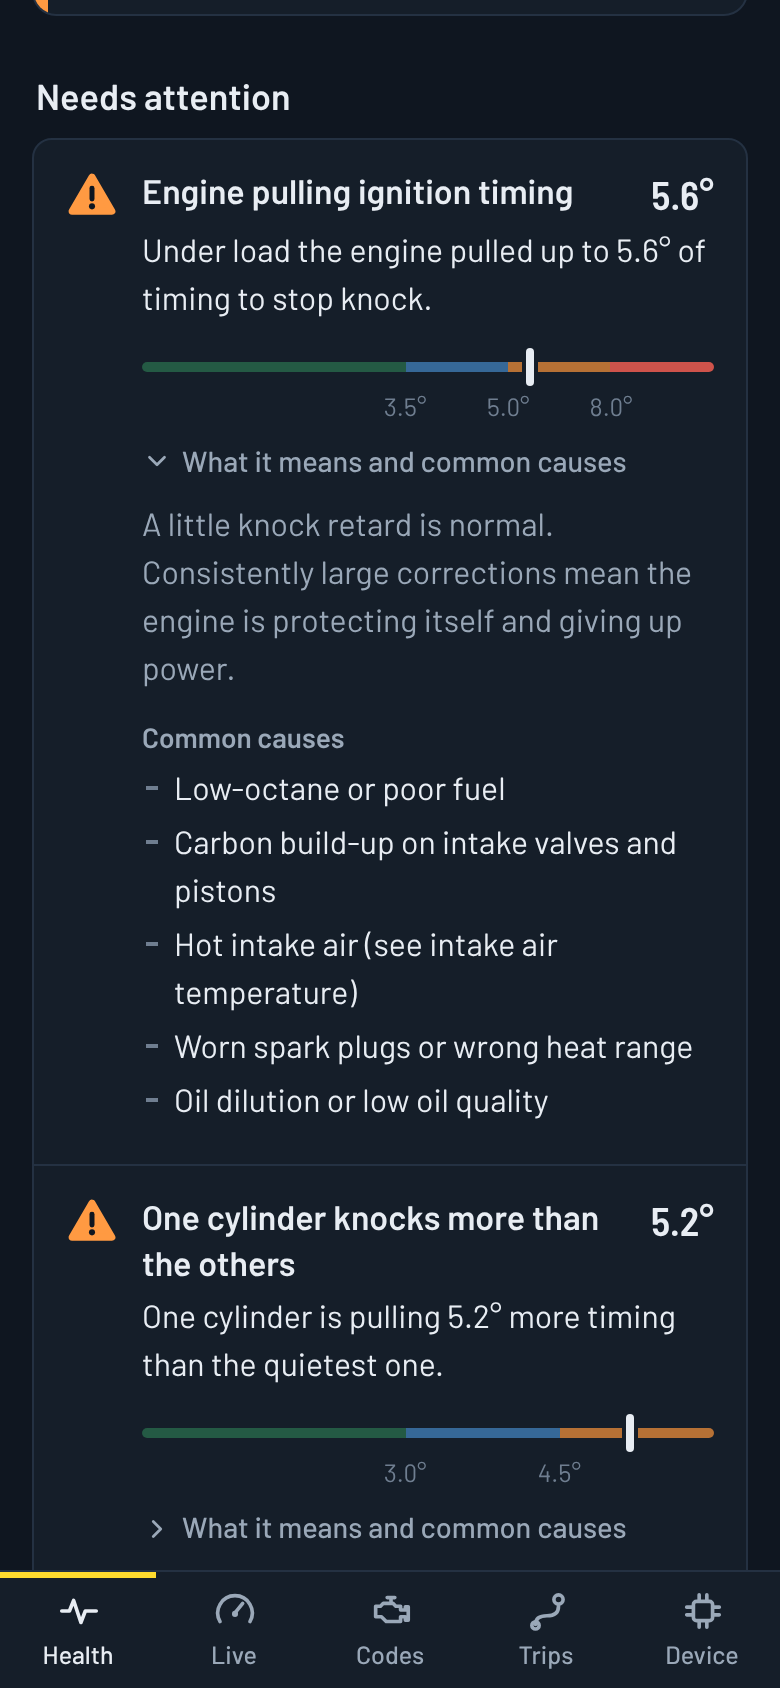 Needs attention
Engine pulling ignition timing
5.6°
Under load the engine pulled up to 5.6° of
timing to stop knock.
3.5°
5.0°
8.0°
What it means and common causes
A little knock retard is normal.
Consistently large corrections mean the
engine is protecting itself and giving up
power.
Common causes
- Low-octane or poor fuel
- Carbon build-up on intake valves and
pistons
- Hot intake air (see intake air
temperature)
- Worn spark plugs or wrong heat range
- Oil dilution or low oil quality
One cylinder knocks more than
the others
5.2°
One cylinder is pulling 5.2° more timing
than the quietest one.
3.0°
4.5°
What it means and common causes
Health
Live
Codes
Trips
Device